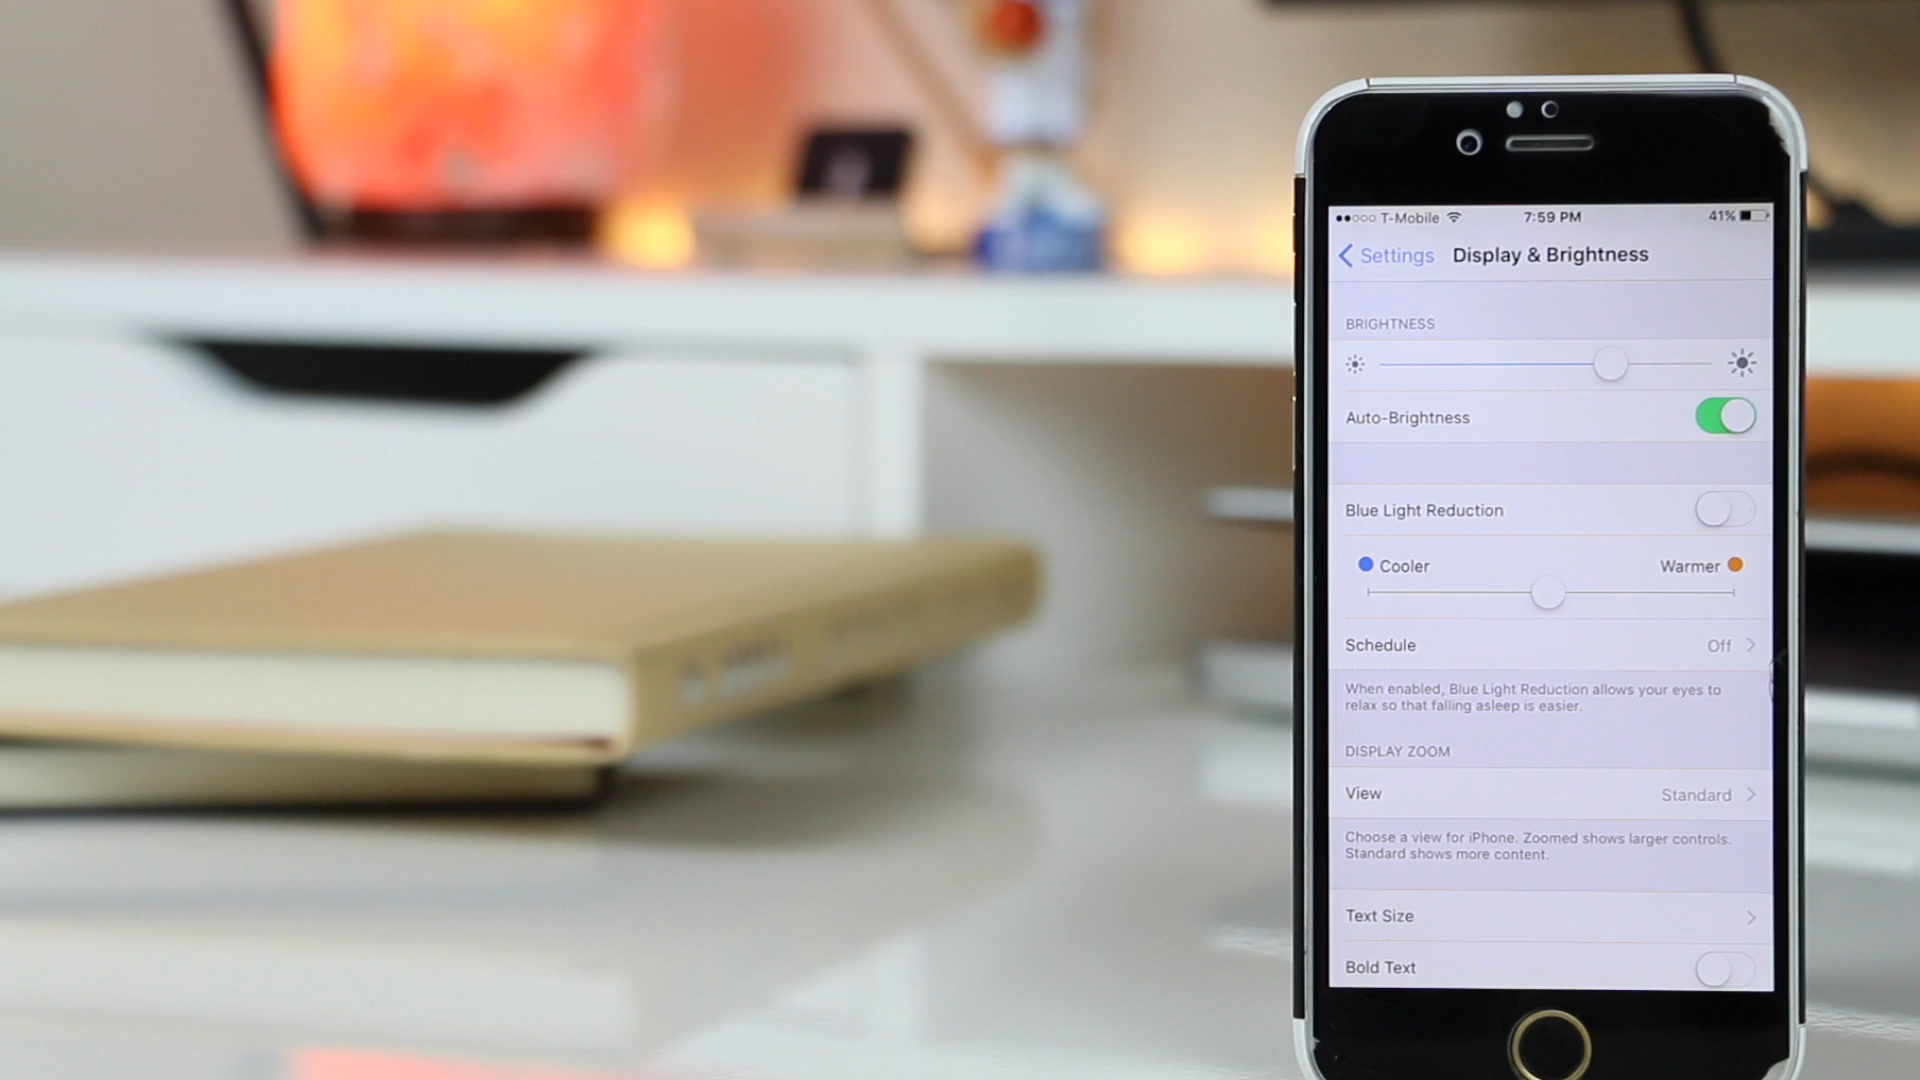 T-Mobile 7:59 PM 41%
Settings Display & Brightness
BRIGHTNESS
Auto-Brightness
Blue Light Reduction
Cooler Warmer
Schedule Off
When enabled, Blue Light Reduction allows your eyes to
relax so that falling asleep is easier.
DISPLAY ZOOM
View Standard
Choose a view for iPhone. Zoomed shows larger controls.
Standard shows more content.
Text Size
Bold Text